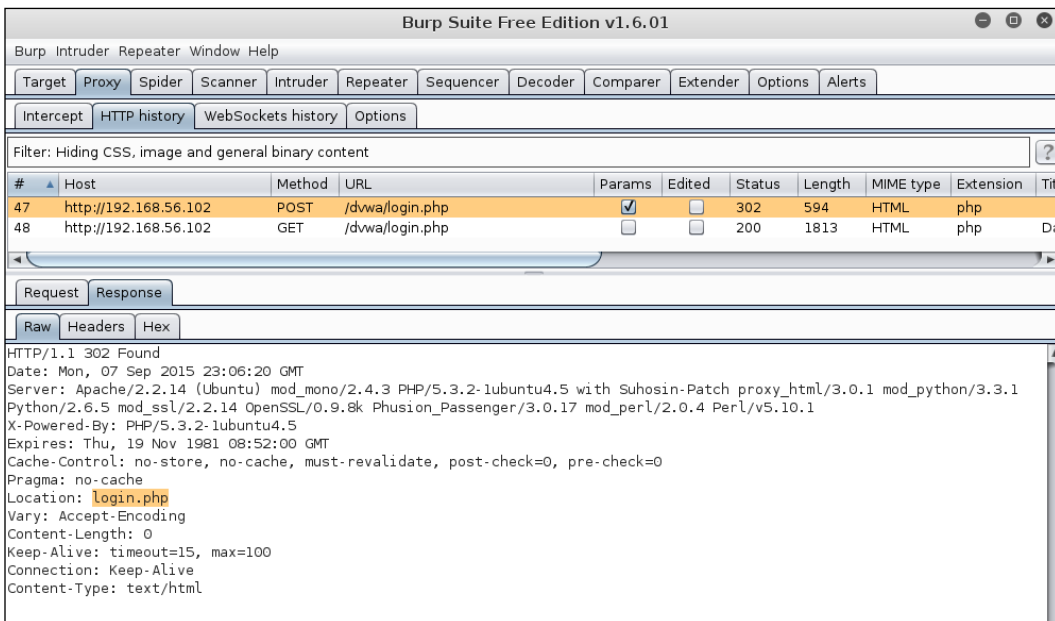 Burp Suite Free Edition v1.6.01
Burp Intruder Repeater Window Help
Target Proxy Spider Scanner Intruder Repeater Sequencer Decoder Comparer Extender Options Alerts
Intercept HTTP history WebSockets history Options
Filter: Hiding CSS, image and general binary content ?
# Host Method URL Params Edited Status Length MIME type Extension Tit
47 http://192.168.56.102 POST /dvwa/login.php 302 594 HTML php
48 http://192.168.56.102 GET /dvwa/login.php 200 1813 HTML php Da
Request Response
Raw Headers Hex
HTTP/1.1 302 Found
Date: Mon, 07 Sep 2015 23:06:20 GMT
Server: Apache/2.2.14 (Ubuntu) mod_mono/2.4.3 PHP/5.3.2-1ubuntu4.5 with Suhosin-Patch proxy_html/3.0.1 mod_python/3.3.1
Python/2.6.5 mod_ssl/2.2.14 OpenSSL/0.9.8k Phusion_Passenger/3.0.17 mod_perl/2.0.4 Perl/v5.10.1
X-Powered-By: PHP/5.3.2-1ubuntu4.5
Expires: Thu, 19 Nov 1981 08:52:00 GMT
Cache-Control: no-store, no-cache, must-revalidate, post-check=0, pre-check=0
Pragma: no-cache
Location: login.php
Vary: Accept-Encoding
Content-Length: 0
Keep-Alive: timeout=15, max=100
Connection: Keep-Alive
Content-Type: text/html